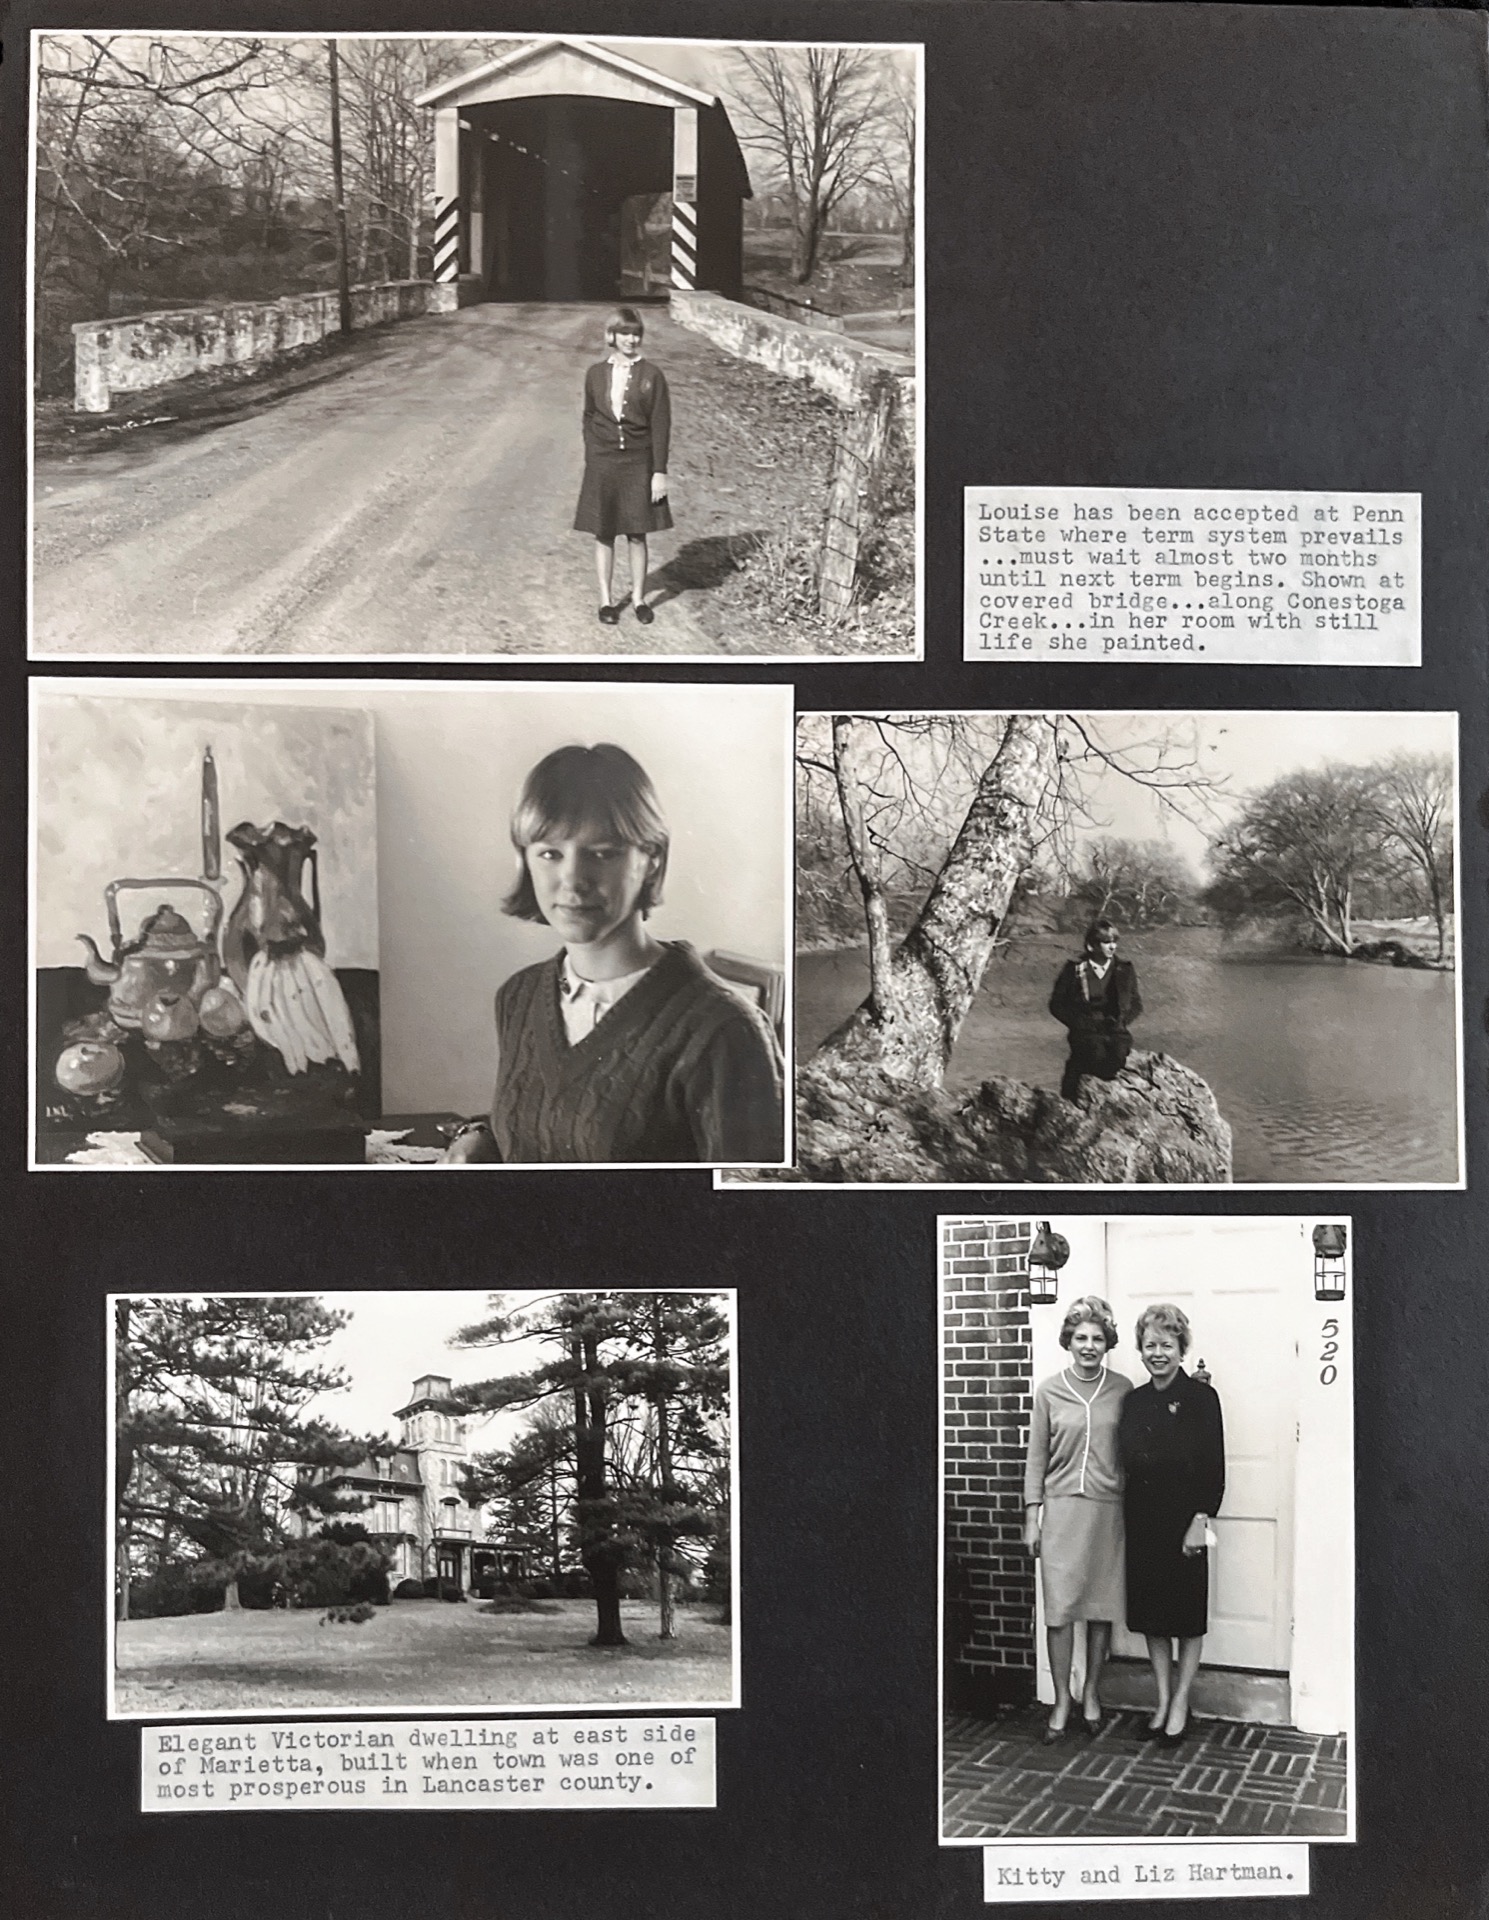 Louise has been accepted at Penn
State where term system prevails
...must wait almost two months
until next term begins. Shown at
covered bridge...along Conestoga
Creek...in her room with still
life she painted.
LNL
520
Elegant Victorian dwelling at east side
of Marietta, built when town was one of
most prosperous in Lancaster county.
Kitty and Liz Hartman.